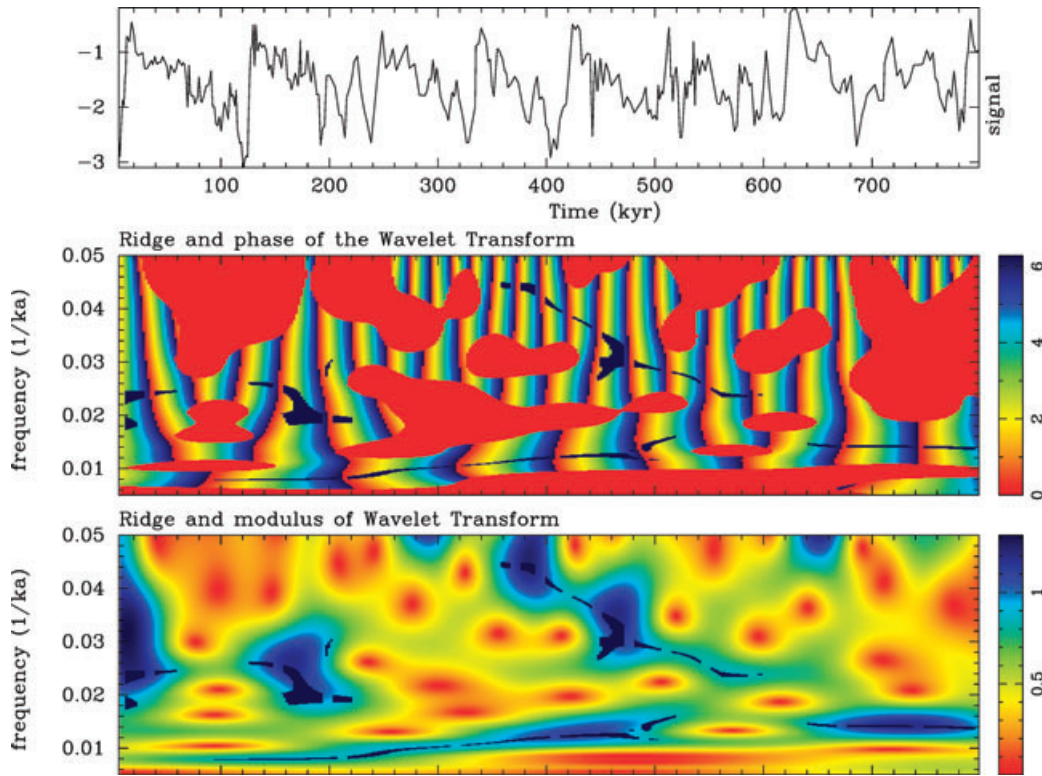 -1
-2
-3
signal
100 200 300 400 500 600 700
Time (kyr)
Ridge and phase of the Wavelet Transform
0.05
0.04
0.03
0.02
0.01
frequency (1/ka)
6
4
2
0
Ridge and modulus of Wavelet Transform
0.05
0.04
0.03
0.02
0.01
frequency (1/ka)
1
0.5